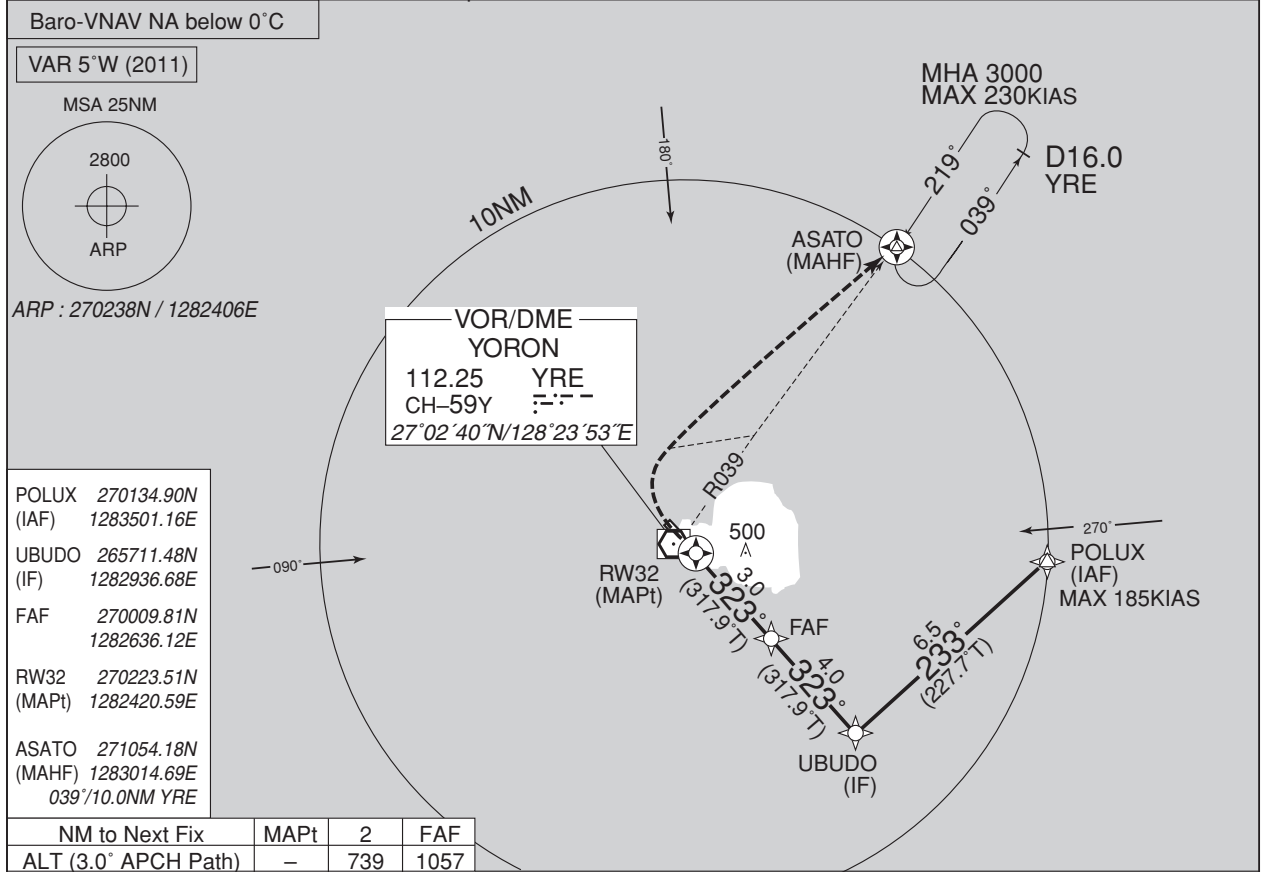 Baro-VNAV NA below 0˚C
VAR 5˚W (2011)
MSA 25NM
2800
ARP
ARP : 270238N / 1282406E
MHA 3000
MAX 230KIAS
219˚
039˚
D16.0
YRE
180˚
10NM
ASATO
(MAHF)
VOR/DME
YORON
112.25 YRE
CH–59Y
27°02´40˝N/128°23´53˝E
R039
500
090˚
270˚
RW32
(MAPt)
3.0
323˚
(317.9˚T)
FAF
4.0
323˚
(317.9˚T)
6.5
233˚
(227.7˚T)
POLUX
(IAF)
MAX 185KIAS
UBUDO
(IF)
POLUX 270134.90N
(IAF) 1283501.16E
UBUDO 265711.48N
(IF) 1282936.68E
FAF 270009.81N
1282636.12E
RW32 270223.51N
(MAPt) 1282420.59E
ASATO 271054.18N
(MAHF) 1283014.69E
039˚/10.0NM YRE
NM to Next Fix MAPt 2 FAF
ALT (3.0˚ APCH Path) – 739 1057